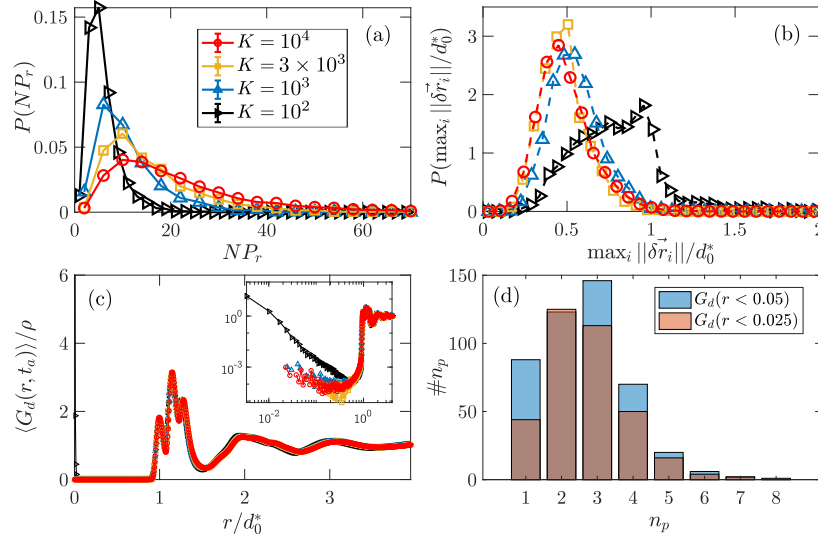 0.15
0.1
0.05
0
P(NP_r)
(a)
K = 10^4
K = 3 × 10^3
K = 10^3
K = 10^2
0 20 40 60
NP_r
3
2
1
0
P(max_i ||δ\vec{r}_i||/d_0^*)
(b)
0 0.5 1 1.5 2
max_i ||δ\vec{r}_i||/d_0^*
6
4
2
0
⟨G_d(r, t_a)⟩/ρ
(c)
10^0
10^-3
10^-2 10^0
0 1 2 3
r/d_0^*
150
100
50
0
#n_p
(d)
G_d(r < 0.05)
G_d(r < 0.025)
1 2 3 4 5 6 7 8
n_p